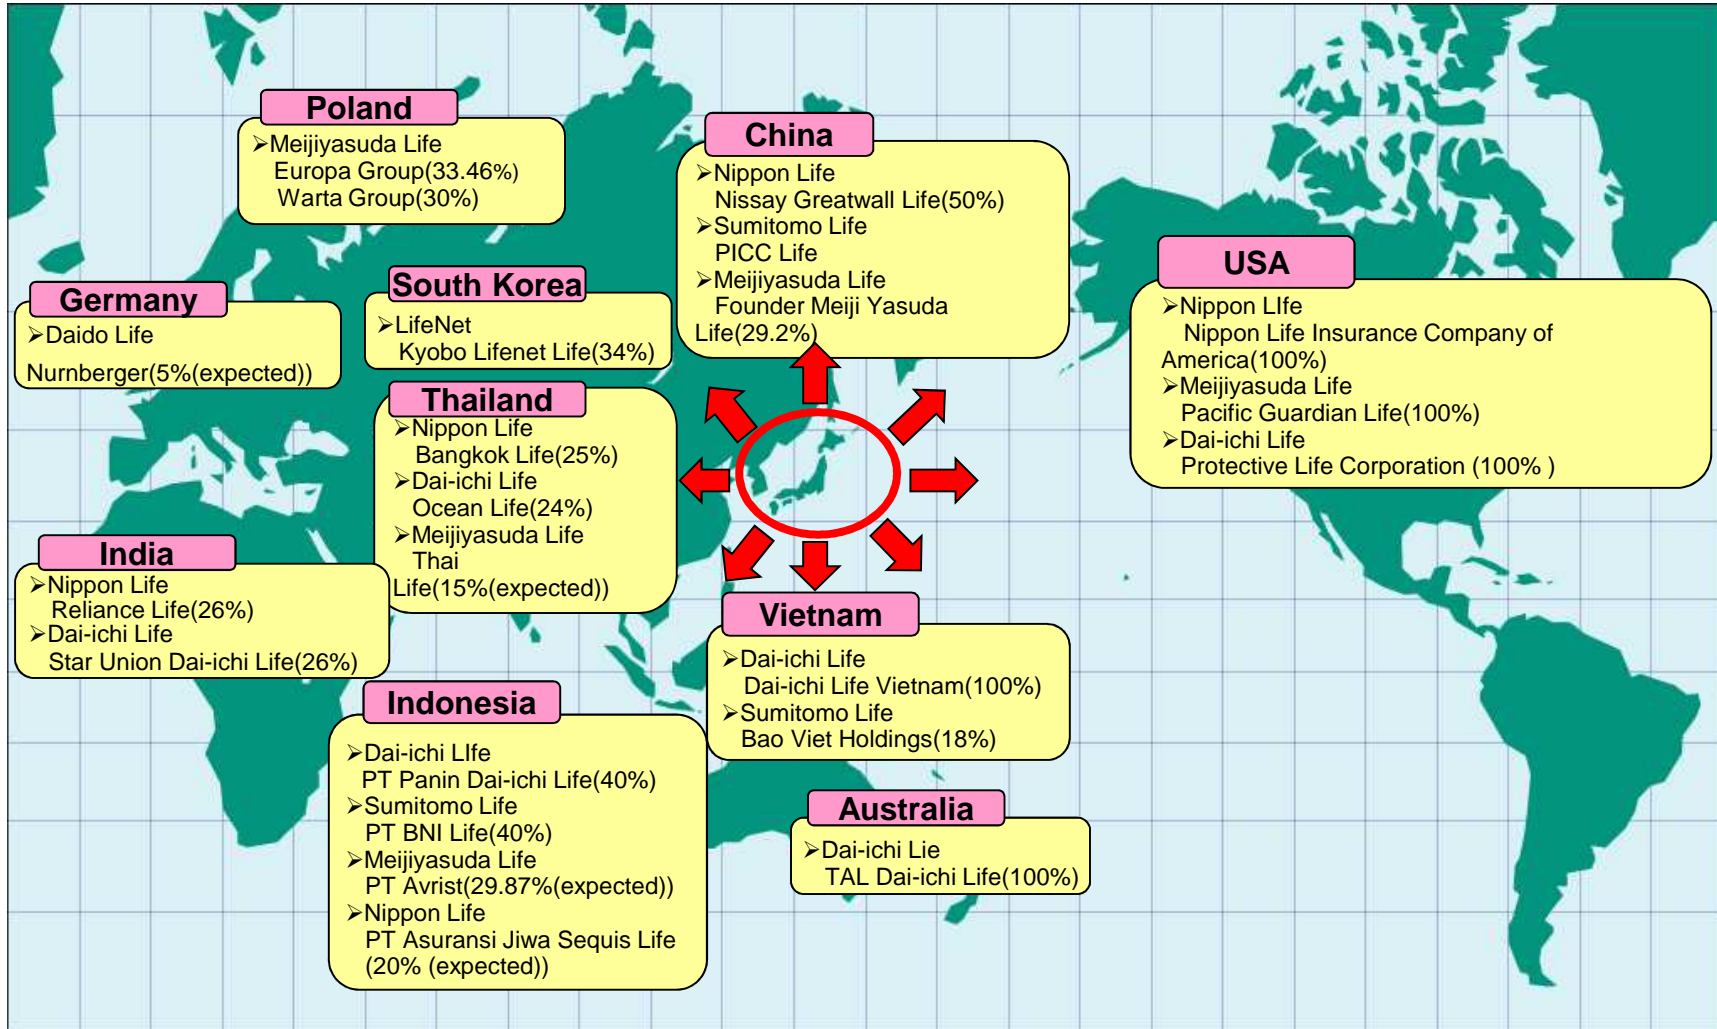 Poland
➢Meijiyasuda Life
Europa Group(33.46%)
Warta Group(30%)
China
➢Nippon Life
Nissay Greatwall Life(50%)
➢Sumitomo Life
PICC Life
➢Meijiyasuda Life
Founder Meiji Yasuda
Life(29.2%)
USA
➢Nippon LIfe
Nippon Life Insurance Company of
America(100%)
➢Meijiyasuda Life
Pacific Guardian Life(100%)
➢Dai-ichi Life
Protective Life Corporation (100% )
Germany
➢Daido Life
Nurnberger(5%(expected))
South Korea
➢LifeNet
Kyobo Lifenet Life(34%)
Thailand
➢Nippon Life
Bangkok Life(25%)
➢Dai-ichi Life
Ocean Life(24%)
➢Meijiyasuda Life
Thai
Life(15%(expected))
India
➢Nippon Life
Reliance Life(26%)
➢Dai-ichi Life
Star Union Dai-ichi Life(26%)
Vietnam
➢Dai-ichi Life
Dai-ichi Life Vietnam(100%)
➢Sumitomo Life
Bao Viet Holdings(18%)
Indonesia
➢Dai-ichi LIfe
PT Panin Dai-ichi Life(40%)
➢Sumitomo Life
PT BNI Life(40%)
➢Meijiyasuda Life
PT Avrist(29.87%(expected))
➢Nippon Life
PT Asuransi Jiwa Sequis Life
(20% (expected))
Australia
➢Dai-ichi Lie
TAL Dai-ichi Life(100%)